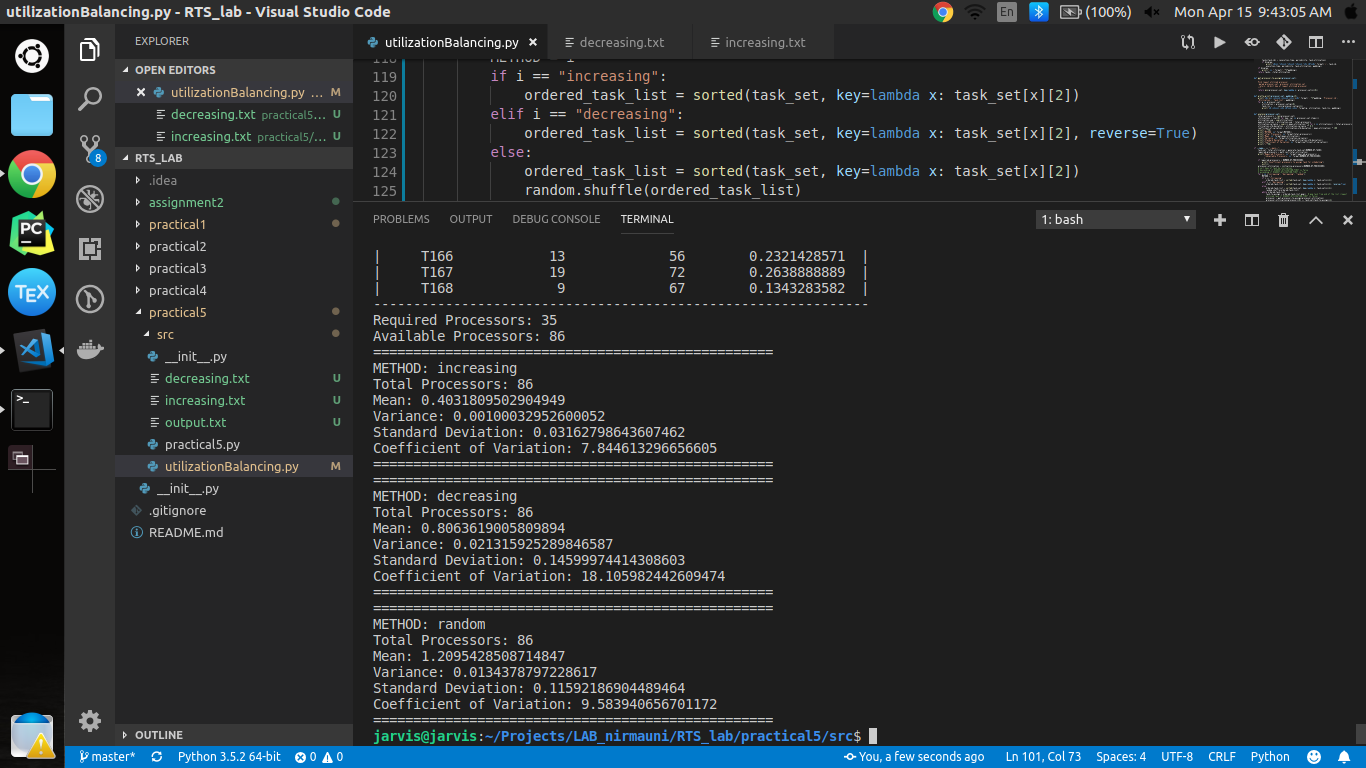 utilizationBalancing.py - RTS_lab - Visual Studio Code
En
(100%)
Mon Apr 15 9:43:05 AM
EXPLORER
OPEN EDITORS
utilizationBalancing.py ... M
decreasing.txt practical5... U
increasing.txt practical5/... U
8
RTS_LAB
.idea
assignment2
practical1
practical2
practical3
practical4
practical5
src
__init__.py
decreasing.txt U
increasing.txt U
output.txt U
practical5.py
utilizationBalancing.py M
__init__.py
.gitignore
README.md
OUTLINE
PC
TEX
>_
utilizationBalancing.py
decreasing.txt
increasing.txt
119 if i == "increasing":
120 ordered_task_list = sorted(task_set, key=lambda x: task_set[x][2])
121 elif i == "decreasing":
122 ordered_task_list = sorted(task_set, key=lambda x: task_set[x][2], reverse=True)
123 else:
124 ordered_task_list = sorted(task_set, key=lambda x: task_set[x][2])
125 random.shuffle(ordered_task_list)
PROBLEMS OUTPUT DEBUG CONSOLE TERMINAL
1: bash
| T166 13 56 0.2321428571 |
| T167 19 72 0.2638888889 |
| T168 9 67 0.1343283582 |
--------------------------------------------------------------
Required Processors: 35
Available Processors: 86
==================================================
METHOD: increasing
Total Processors: 86
Mean: 0.4031809502904949
Variance: 0.00100032952600052
Standard Deviation: 0.03162798643607462
Coefficient of Variation: 7.844613296656605
==================================================
==================================================
METHOD: decreasing
Total Processors: 86
Mean: 0.8063619005809894
Variance: 0.021315925289846587
Standard Deviation: 0.14599974414308603
Coefficient of Variation: 18.105982442609474
==================================================
==================================================
METHOD: random
Total Processors: 86
Mean: 1.2095428508714847
Variance: 0.0134378797228617
Standard Deviation: 0.11592186904489464
Coefficient of Variation: 9.583940656701172
==================================================
jarvis@jarvis:~/Projects/LAB_nirmauni/RTS_lab/practical5/src$
master*
Python 3.5.2 64-bit
0
0
You, a few seconds ago
Ln 101, Col 73
Spaces: 4
UTF-8
CRLF
Python